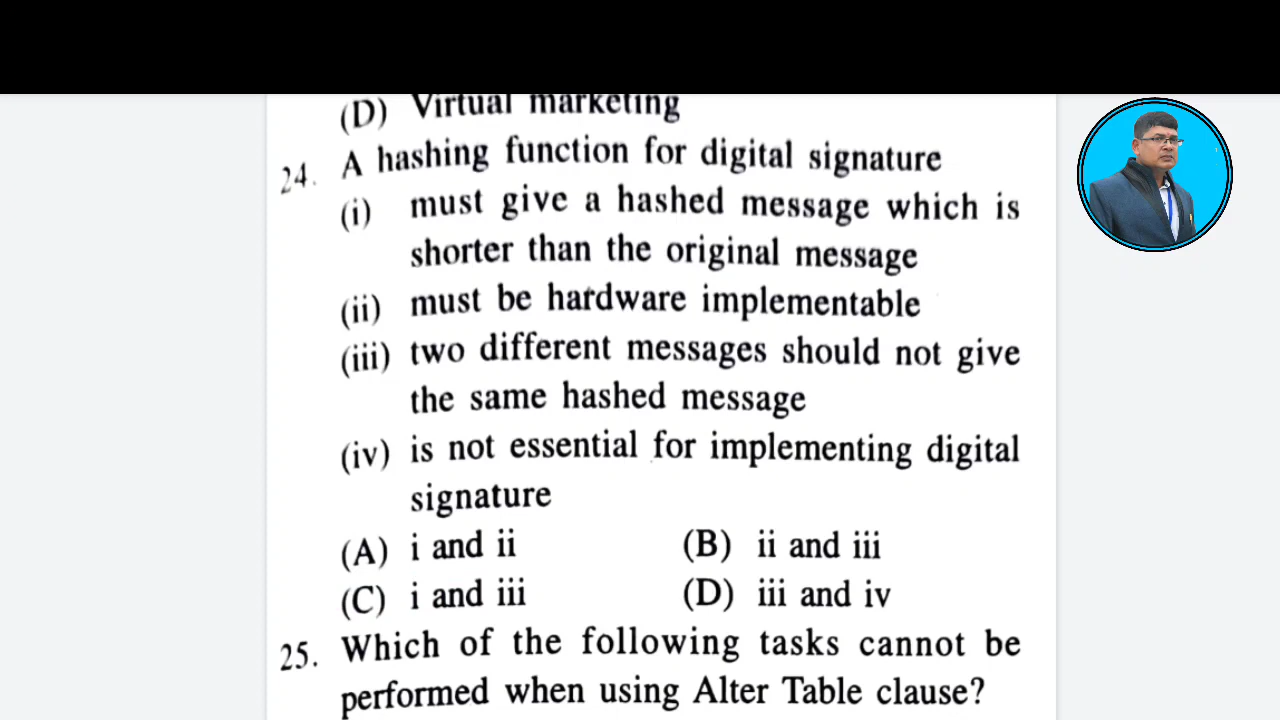 (D) Virtual marketing
24. A hashing function for digital signature
(i) must give a hashed message which is
shorter than the original message
(ii) must be hardware implementable
(iii) two different messages should not give
the same hashed message
(iv) is not essential for implementing digital
signature
(A) i and ii (B) ii and iii
(C) i and iii (D) iii and iv
25. Which of the following tasks cannot be
performed when using Alter Table clause?